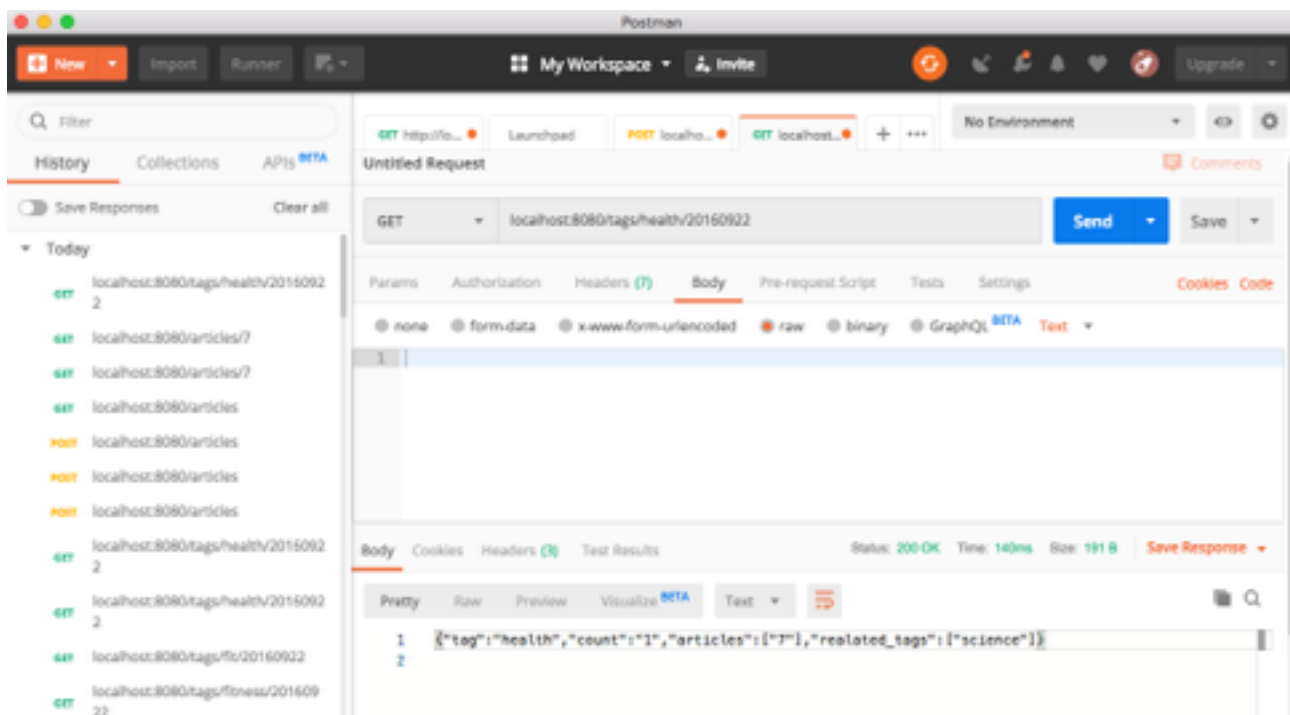 Postman
New Import Runner My Workspace Invite Upgrade
Filter
History Collections APIs BETA
Save Responses Clear all
Today
GET localhost:8080/tags/health/2016092
2
GET localhost:8080/articles/7
GET localhost:8080/articles/7
GET localhost:8080/articles
POST localhost:8080/articles
POST localhost:8080/articles
POST localhost:8080/articles
GET localhost:8080/tags/health/2016092
2
GET localhost:8080/tags/health/2016092
2
GET localhost:8080/tags/fit/20160922
GET localhost:8080/tags/fitness/201609
22
GET http://lo... Launchpad POST localho... GET localhost... + ••• No Environment
Untitled Request Comments
GET localhost:8080/tags/health/20160922 Send Save
Params Authorization Headers (7) Body Pre-request Script Tests Settings Cookies Code
none form-data x-www-form-urlencoded raw binary GraphQL BETA Text
1
Body Cookies Headers (3) Test Results Status: 200 OK Time: 140ms Size: 191 B Save Response
Pretty Raw Preview Visualize BETA Text
1 {"tag":"health","count":"1","articles":["7"],"realated_tags":["science"]}
2